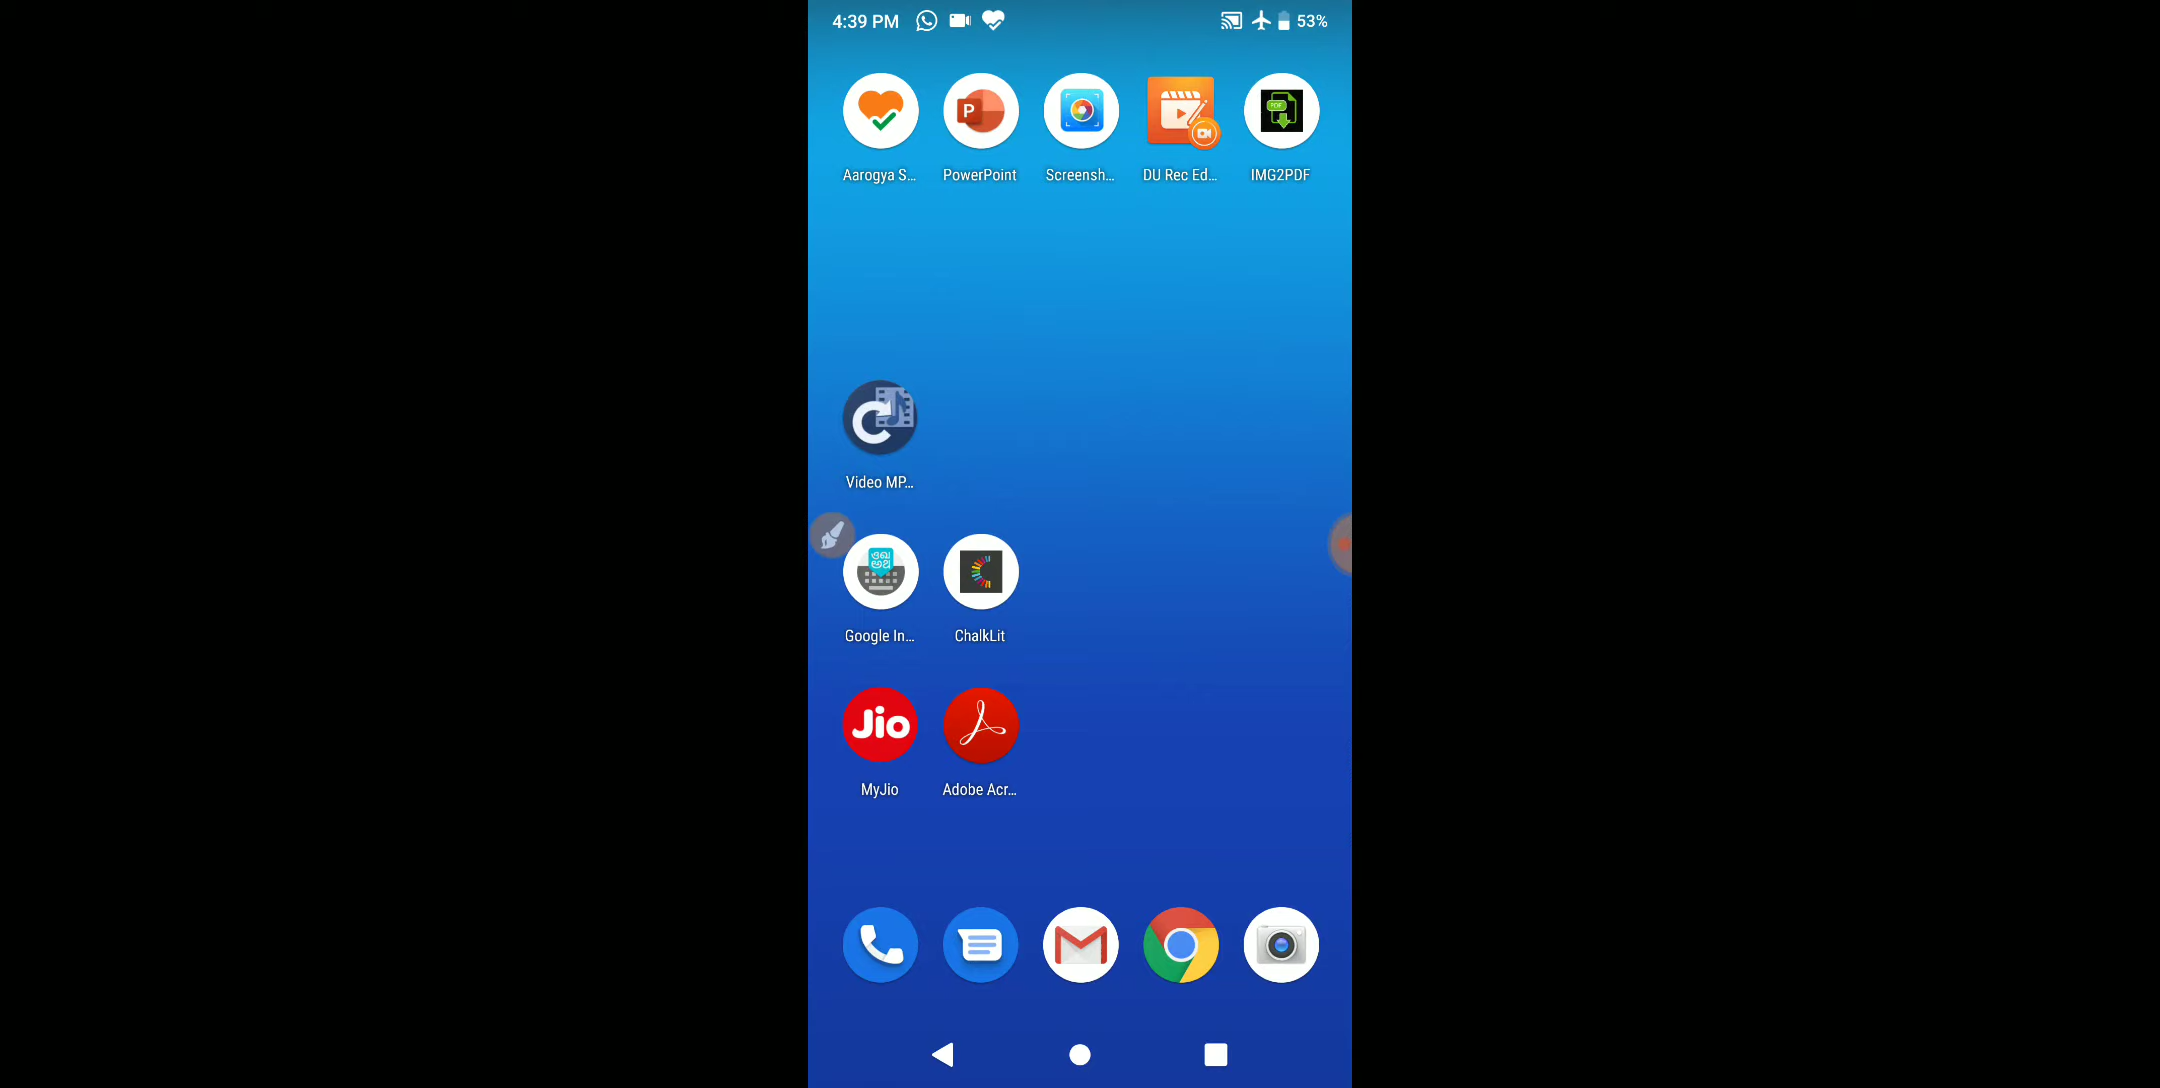 4:39 PM 53%
Aarogya S... PowerPoint Screensh... DU Rec Ed... IMG2PDF
PDF
P
Video MP...
Google In... ChalkLit
Jio
MyJio Adobe Acr...